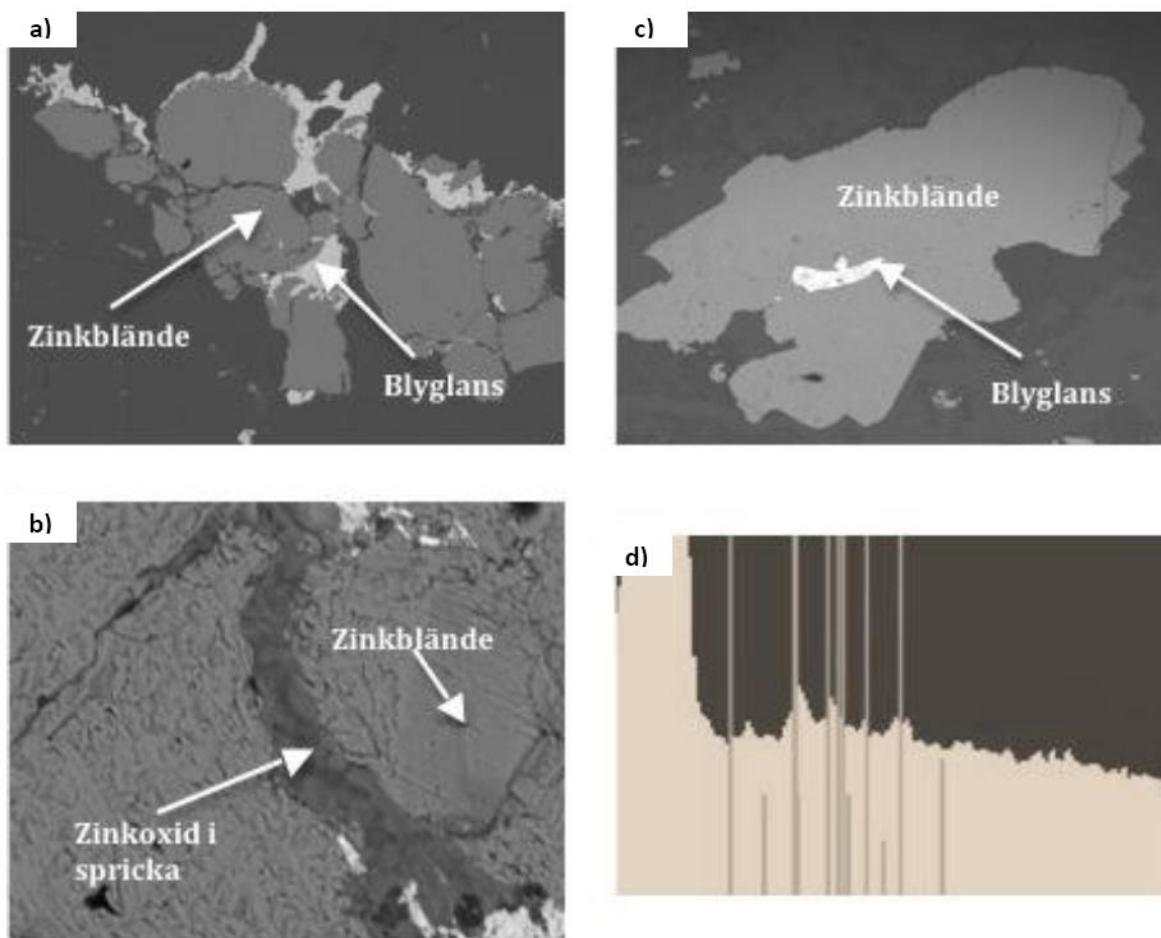 a)
Zinkblände
Blyglans
c)
Zinkblände
Blyglans
b)
Zinkblände
Zinkoxid i
spricka
d)